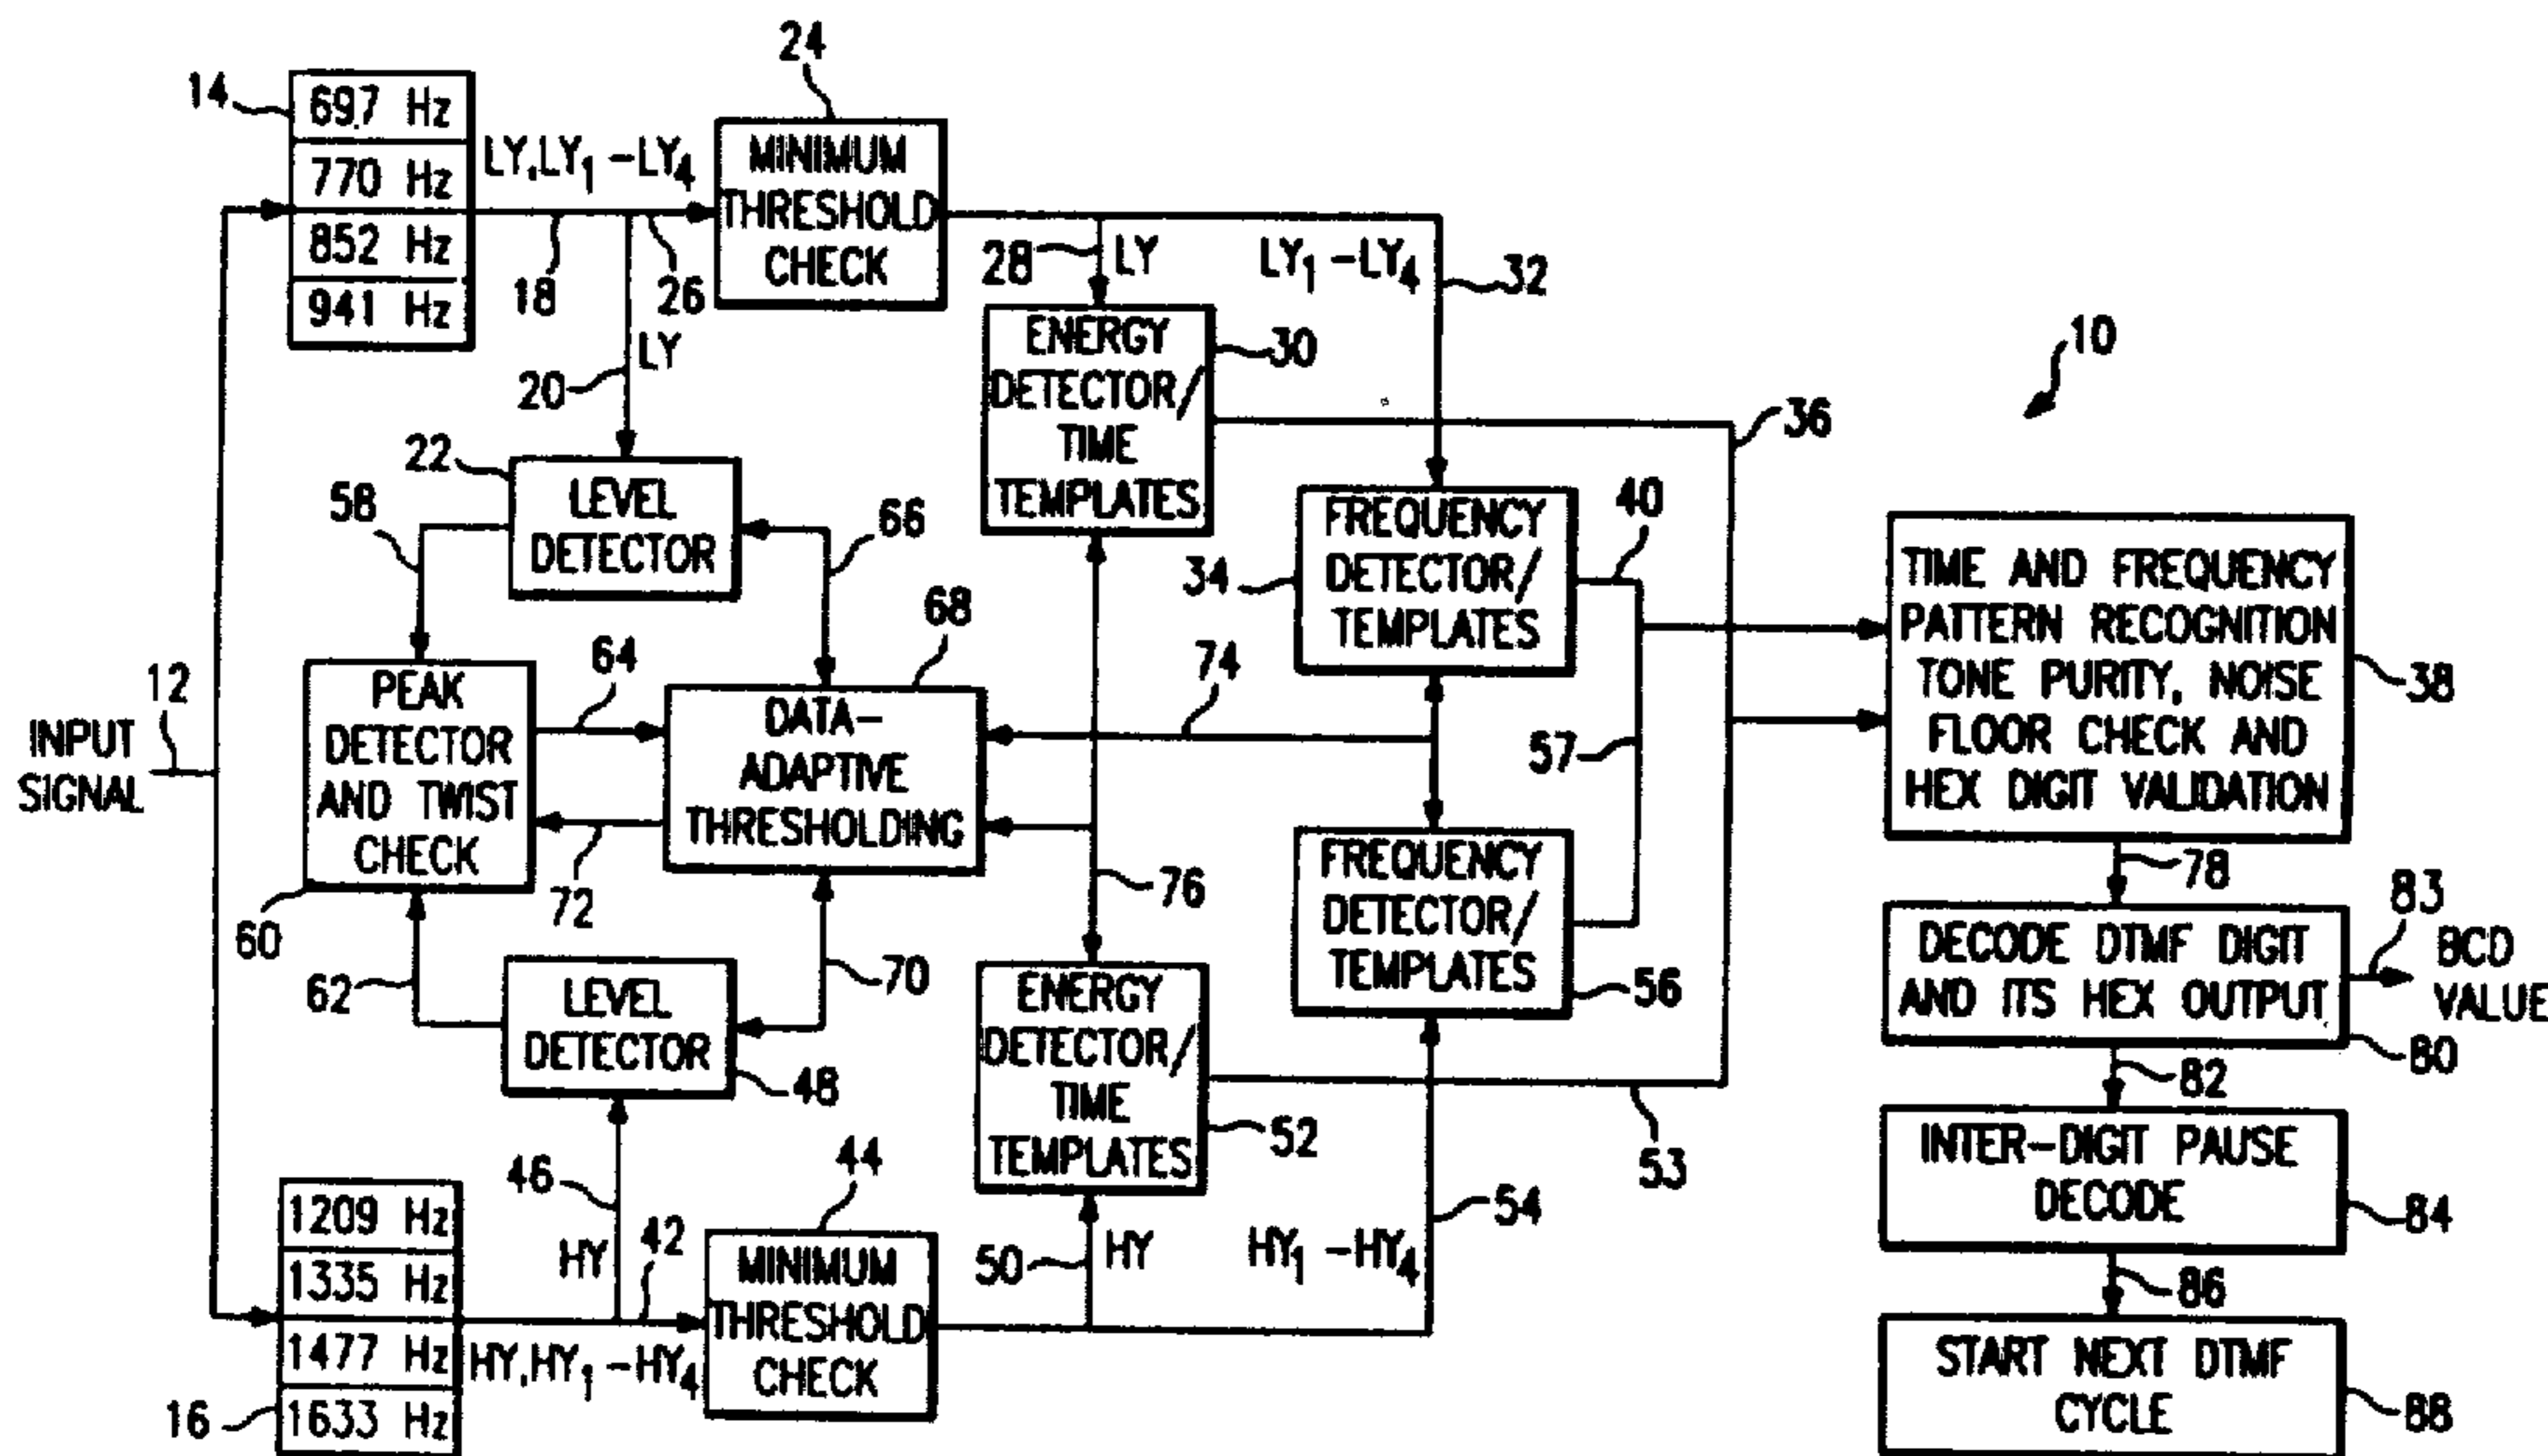 24
14
697 Hz
770 Hz
852 Hz
941 Hz
LY,LY1 -LY4
18
26
MINIMUM
THRESHOLD
CHECK
LY
20
28
LY
LY1 -LY4
32
ENERGY
DETECTOR/
TIME
TEMPLATES
30
10
36
22
LEVEL
DETECTOR
58
66
34
FREQUENCY
DETECTOR/
TEMPLATES
40
TIME AND FREQUENCY
PATTERN RECOGNITION
TONE PURITY, NOISE
FLOOR CHECK AND
HEX DIGIT VALIDATION
38
12
INPUT
SIGNAL
PEAK
DETECTOR
AND TWIST
CHECK
60
64
72
68
DATA-
ADAPTIVE
THRESHOLDING
74
57
76
FREQUENCY
DETECTOR/
TEMPLATES
56
78
DECODE DTMF DIGIT
AND ITS HEX OUTPUT
80
83
BCD
VALUE
62
LEVEL
DETECTOR
48
70
ENERGY
DETECTOR/
TIME
TEMPLATES
52
53
82
INTER-DIGIT PAUSE
DECODE
84
46
HY
42
44
50
HY
HY1 -HY4
54
1209 Hz
1335 Hz
1477 Hz
1633 Hz
16
HY,HY1 -HY4
MINIMUM
THRESHOLD
CHECK
86
START NEXT DTMF
CYCLE
88